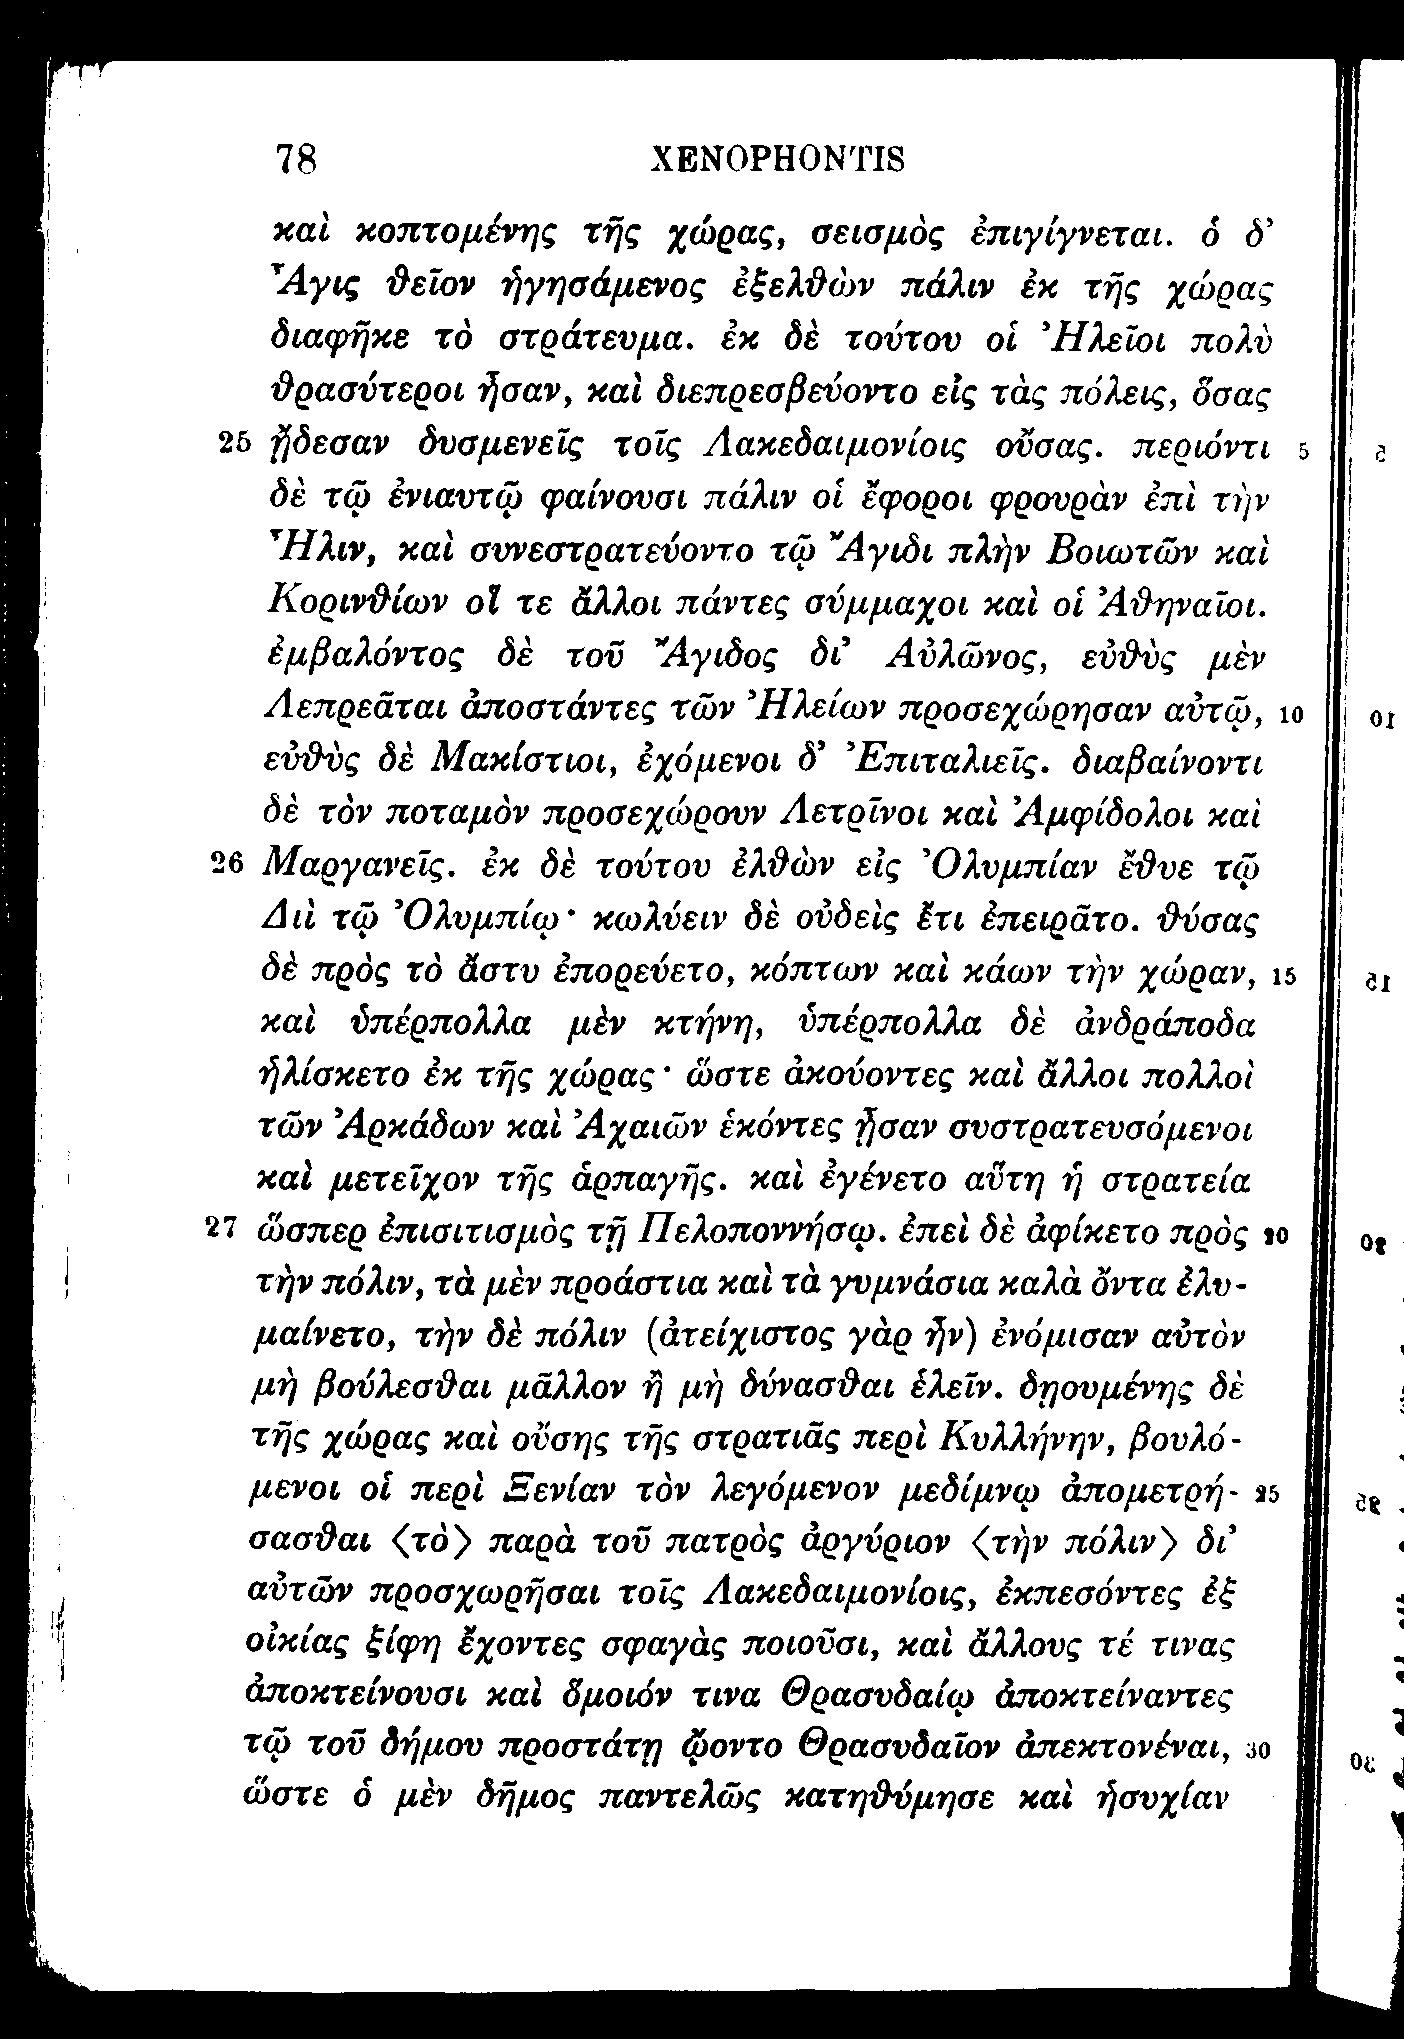 78 XENOPHONTIS
καὶ κοπτομένης τῆς χώρας, σεισμὸς ἐπιγίγνεται. ὁ δ’
Ἆγις θεῖον ἡγησάμενος ἐξελθὼν πάλιν ἐκ τῆς χώρας
διαφῆκε τὸ στράτευμα. ἐκ δὲ τούτου οἱ Ἠλεῖοι πολὺ
θρασύτεροι ἦσαν, καὶ διεπρεσβεύοντο εἰς τὰς πόλεις, ὅσας
25 ᾔδεσαν δυσμενεῖς τοῖς Λακεδαιμονίοις οὔσας. περιόντι 5
δὲ τῷ ἐνιαυτῷ φαίνουσι πάλιν οἱ ἔφοροι φρουρὰν ἐπὶ τὴν
Ἦλιν, καὶ συνεστρατεύοντο τῷ Ἄγιδι πλὴν Βοιωτῶν καὶ
Κορινθίων οἵ τε ἄλλοι πάντες σύμμαχοι καὶ οἱ Ἀθηναῖοι.
ἐμβαλόντος δὲ τοῦ Ἄγιδος δι’ Αὐλῶνος, εὐθὺς μὲν
Λεπρεᾶται ἀποστάντες τῶν Ἠλείων προσεχώρησαν αὐτῷ, 10
εὐθὺς δὲ Μακίστιοι, ἐχόμενοι δ’ Ἐπιταλιεῖς. διαβαίνοντι
δὲ τὸν ποταμὸν προσεχώρουν Λετρῖνοι καὶ Ἀμφίδολοι καὶ
26 Μαργανεῖς. ἐκ δὲ τούτου ἐλθὼν εἰς Ὀλυμπίαν ἔθυε τῷ
Διὶ τῷ Ὀλυμπίῳ· κωλύειν δὲ οὐδεὶς ἔτι ἐπειρᾶτο. θύσας
δὲ πρὸς τὸ ἄστυ ἐπορεύετο, κόπτων καὶ κάων τὴν χώραν, 15
καὶ ὑπέρπολλα μὲν κτήνη, ὑπέρπολλα δὲ ἀνδράποδα
ἡλίσκετο ἐκ τῆς χώρας· ὥστε ἀκούοντες καὶ ἄλλοι πολλοὶ
τῶν Ἀρκάδων καὶ Ἀχαιῶν ἑκόντες ᾖσαν συστρατευσόμενοι
καὶ μετεῖχον τῆς ἁρπαγῆς. καὶ ἐγένετο αὕτη ἡ στρατεία
27 ὥσπερ ἐπισιτισμὸς τῇ Πελοποννήσῳ. ἐπεὶ δὲ ἀφίκετο πρὸς 20
τὴν πόλιν, τὰ μὲν προάστια καὶ τὰ γυμνάσια καλὰ ὄντα ἐλυ-
μαίνετο, τὴν δὲ πόλιν (ἀτείχιστος γὰρ ἦν) ἐνόμισαν αὐτὸν
μὴ βούλεσθαι μᾶλλον ἢ μὴ δύνασθαι ἑλεῖν. δῃουμένης δὲ
τῆς χώρας καὶ οὔσης τῆς στρατιᾶς περὶ Κυλλήνην, βουλό-
μενοι οἱ περὶ Ξενίαν τὸν λεγόμενον μεδίμνῳ ἀπομετρή- 25
σασθαι ⟨τὸ⟩ παρὰ τοῦ πατρὸς ἀργύριον ⟨τὴν πόλιν⟩ δι’
αὐτῶν προσχωρῆσαι τοῖς Λακεδαιμονίοις, ἐκπεσόντες ἐξ
οἰκίας ξίφη ἔχοντες σφαγὰς ποιοῦσι, καὶ ἄλλους τέ τινας
ἀποκτείνουσι καὶ ὅμοιόν τινα Θρασυδαίῳ ἀποκτείναντες
τῷ τοῦ δήμου προστάτῃ ᾤοντο Θρασυδαῖον ἀπεκτονέναι, 30
ὥστε ὁ μὲν δῆμος παντελῶς κατηθύμησε καὶ ἡσυχίαν